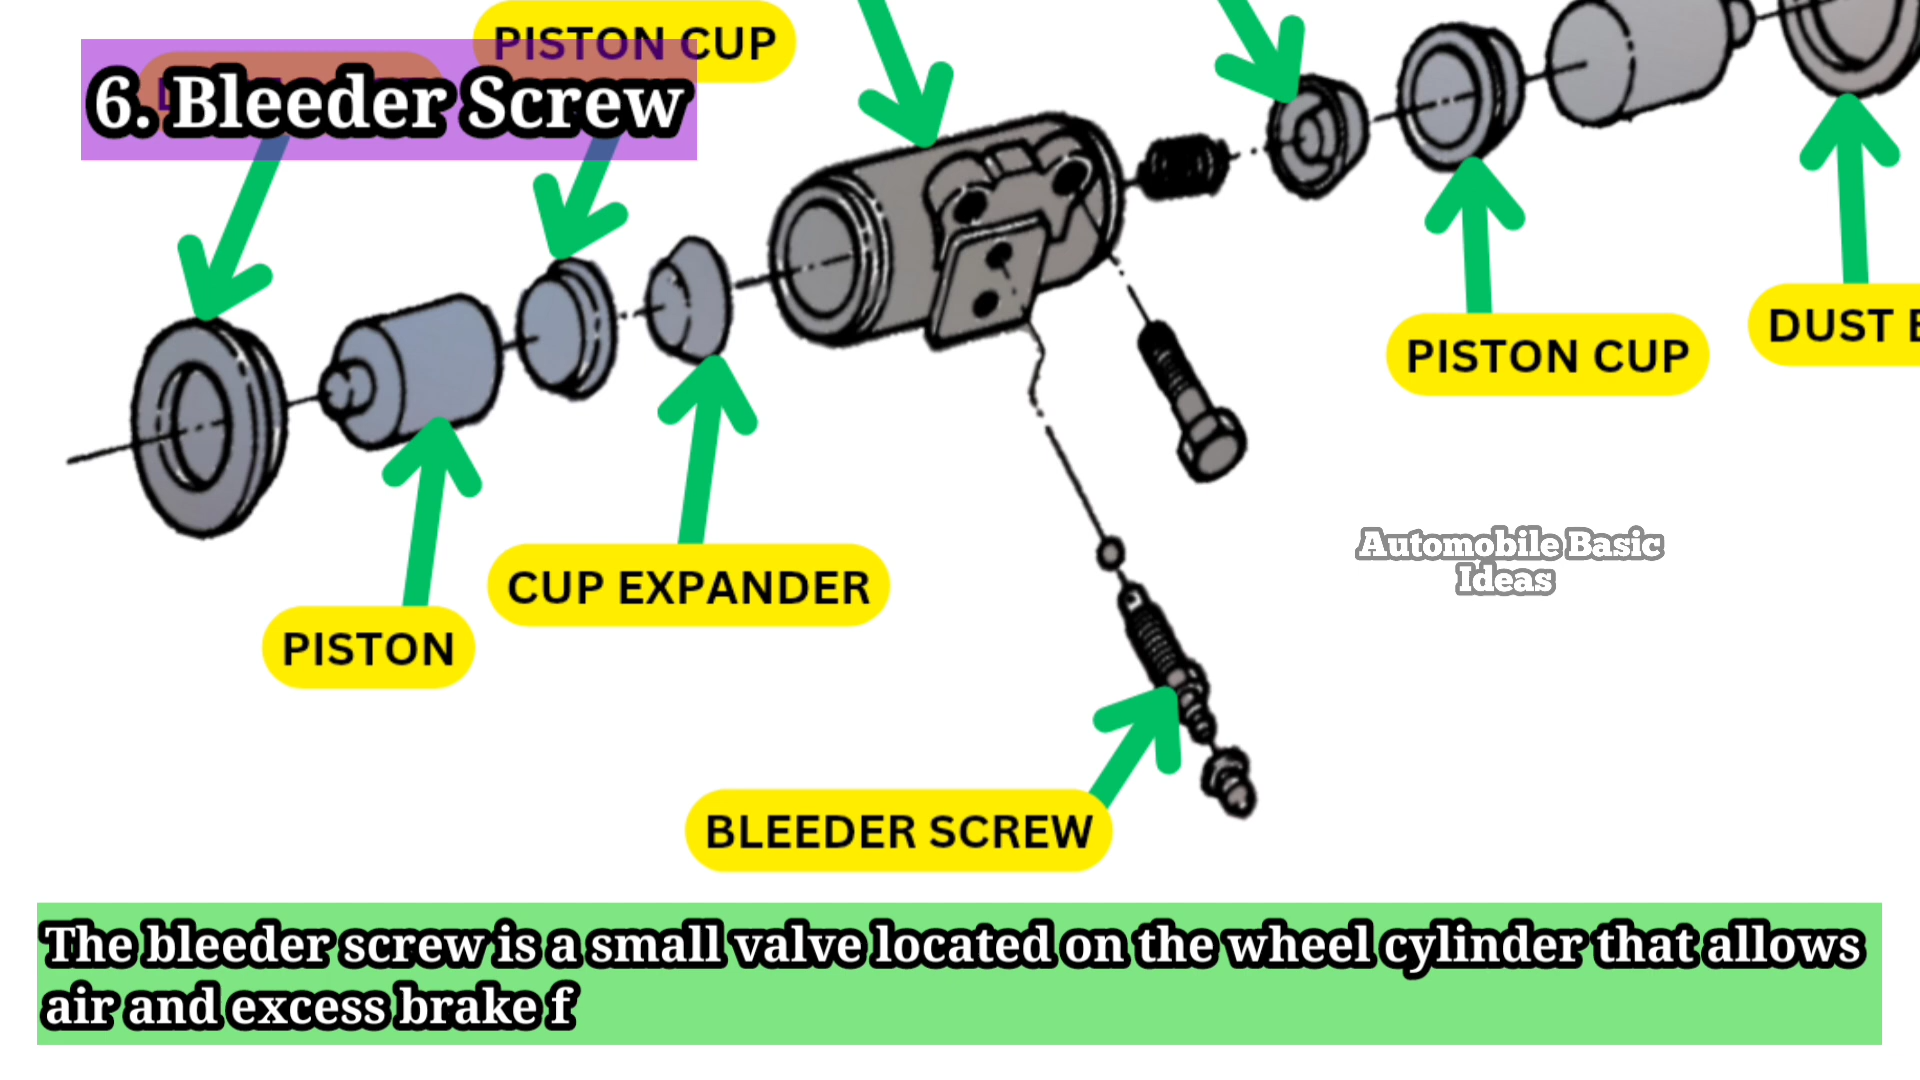 PISTON CUP
6. Bleeder Screw
PISTON CUP
DUST
CUP EXPANDER
PISTON
Automobile Basic
Ideas
BLEEDER SCREW
The bleeder screw is a small valve located on the wheel cylinder that allows
air and excess brake f